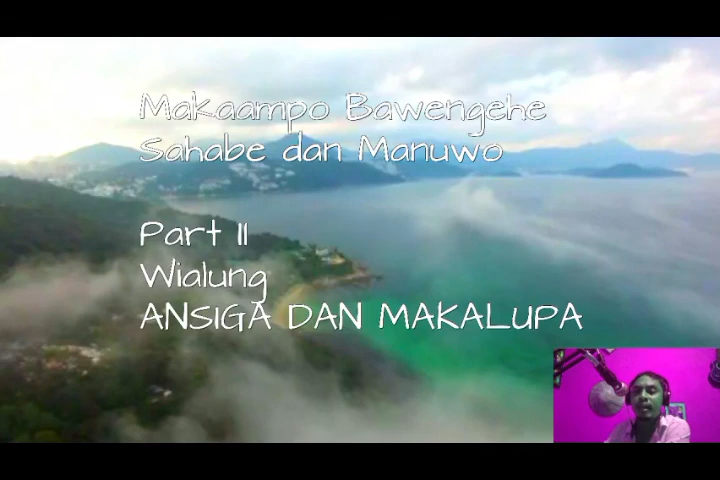 Makaampo Bawengehe
Sahabe dan Manuwo
Part II
Wialung
ANSIGA DAN MAKALUPA